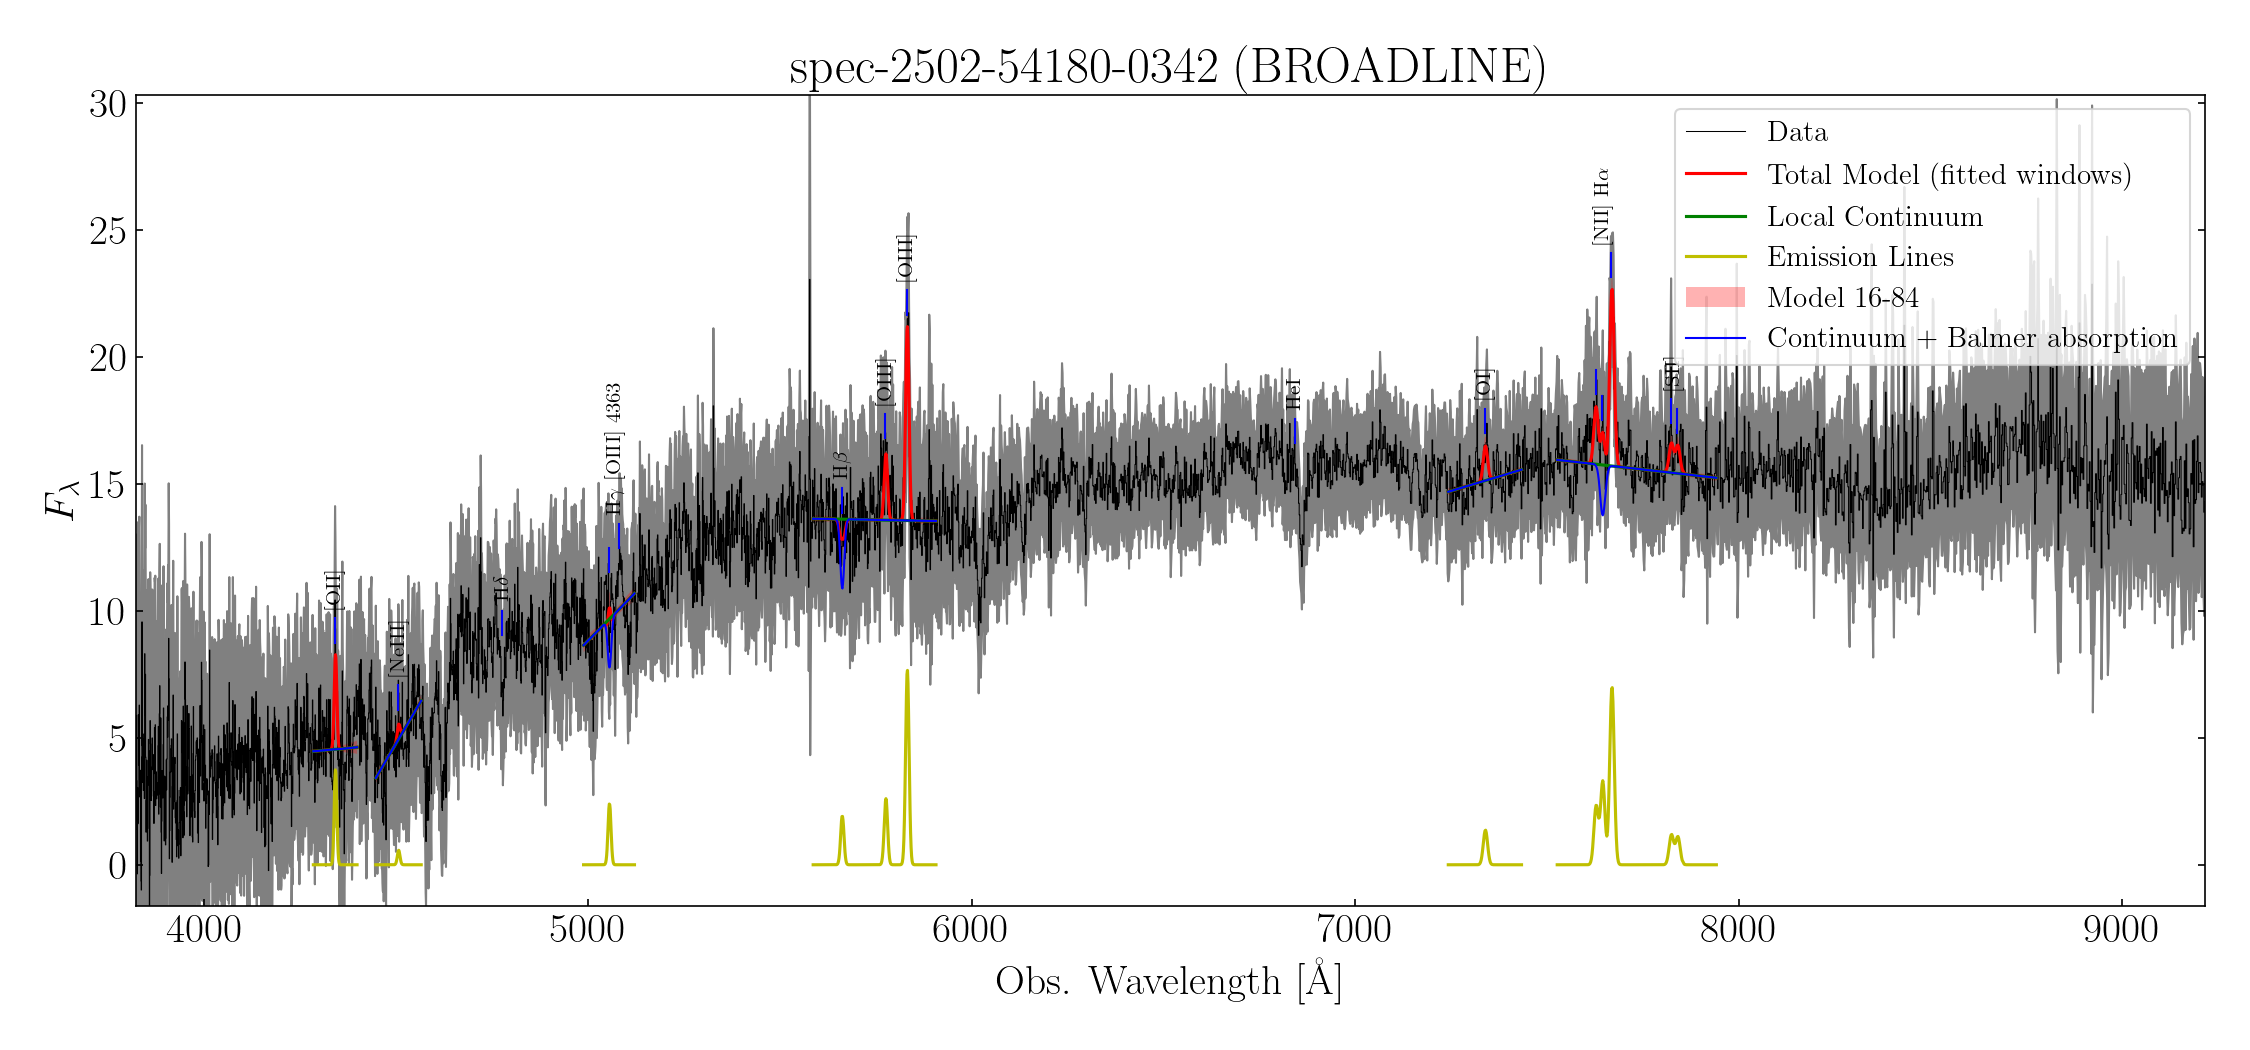 spec-2502-54180-0342 (BROADLINE)
30
25
20
15
10
5
0
Fλ
[OII]
[NeIII]
Hδ
Hγ [OIII] 4363
Hβ
[OIII]
[OIII]
HeI
[OI]
[NII] Hα
[SII]
Data
Total Model (fitted windows)
Local Continuum
Emission Lines
Model 16-84
Continuum + Balmer absorption
4000 5000 6000 7000 8000 9000
Obs. Wavelength [Å]